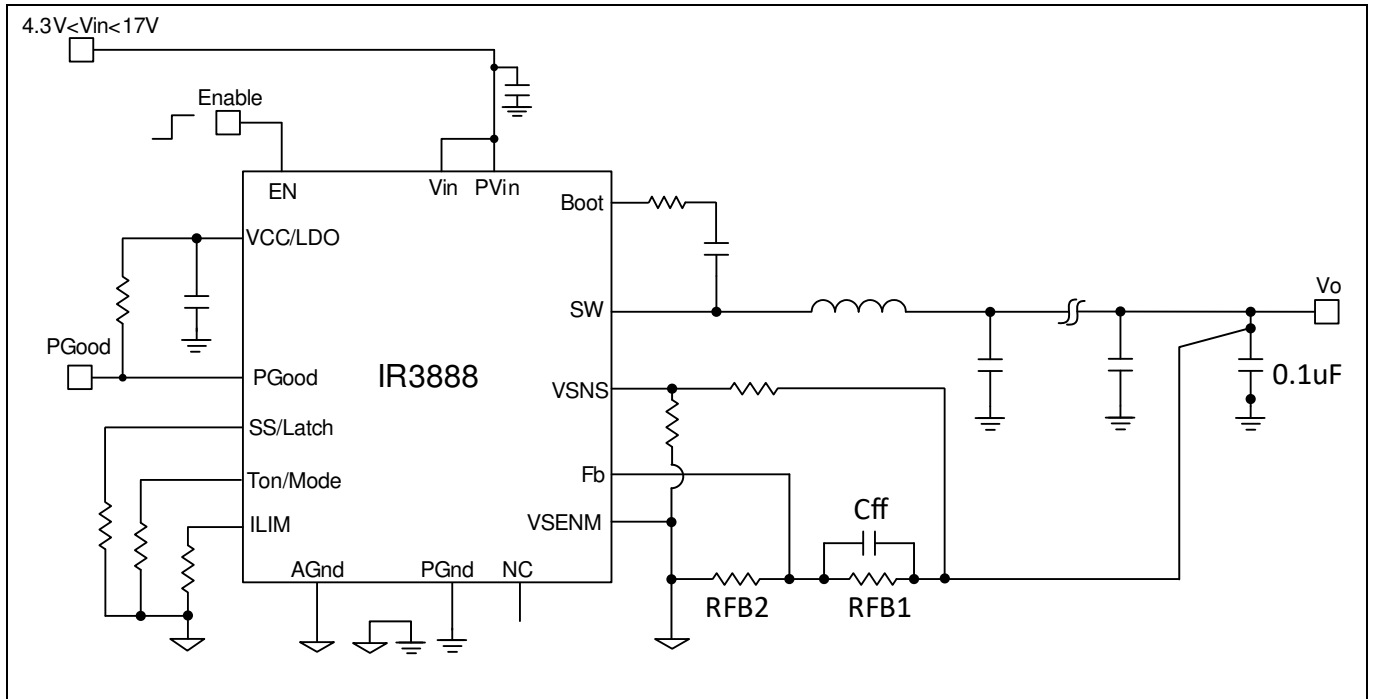 4.3V<Vin<17V
Enable
EN
Vin
PVin
Boot
VCC/LDO
SW
Vo
PGood
PGood
IR3888
VSNS
0.1uF
SS/Latch
Ton/Mode
Fb
ILIM
VSENM
Cff
AGnd
PGnd
NC
RFB2
RFB1